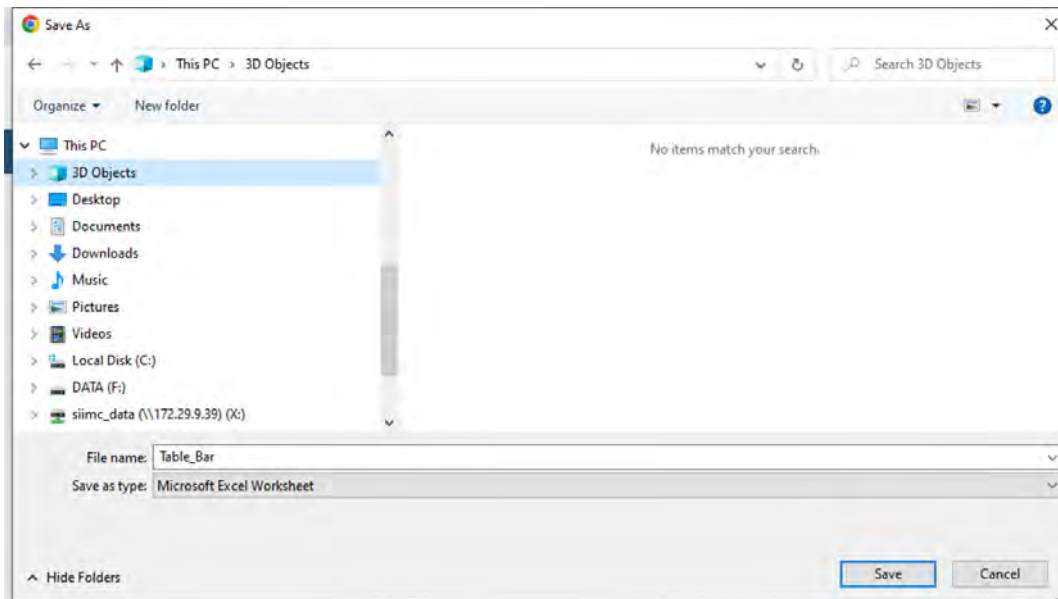 Save As
This PC > 3D Objects
Search 3D Objects
Organize
New folder
This PC
No items match your search.
3D Objects
Desktop
Documents
Downloads
Music
Pictures
Videos
Local Disk (C:)
DATA (F:)
siimc_data (\\172.29.9.39) (X:)
File name: Table_Bar
Save as type: Microsoft Excel Worksheet
Hide Folders
Save
Cancel